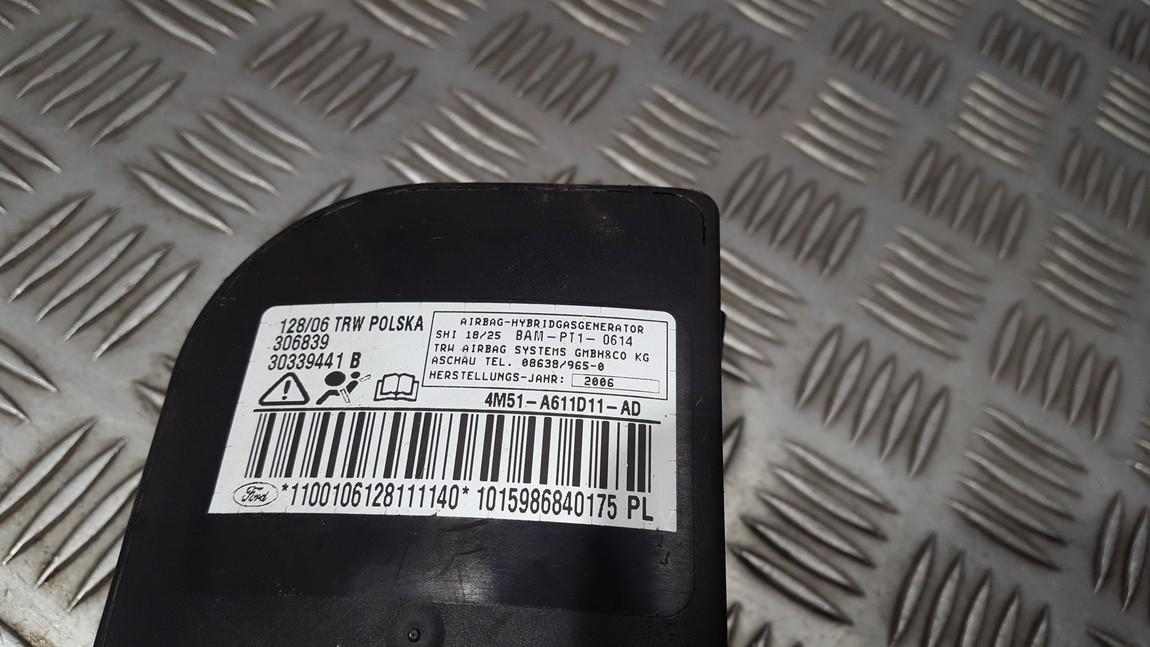 128/06 TRW POLSKA
306839
30339441 B
AIRBAG-HYBRIDGASGENERATOR
SHI 18/25 BAM-PT1-0614
TRW AIRBAG SYSTEMS GMBH&CO KG
ASCHAU TEL. 08638/965-0
HERSTELLUNGS-JAHR: 2006
4M51-A611D11-AD
Ford *1100106128111140* 1015986840175 PL